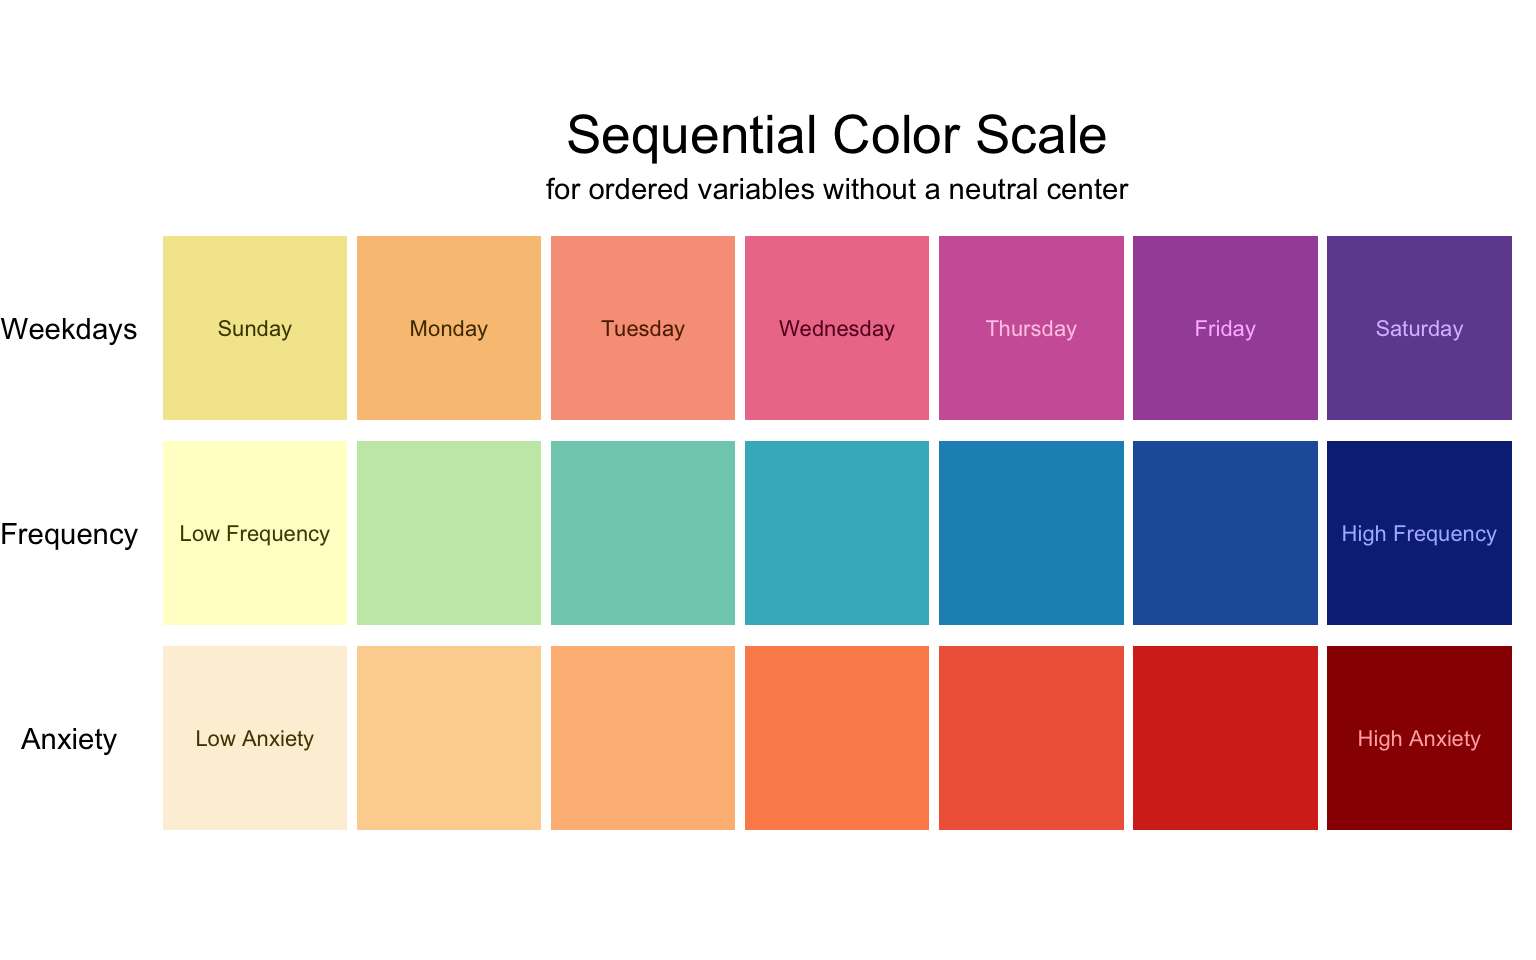 Sequential Color Scale
for ordered variables without a neutral center
Weekdays Sunday Monday Tuesday Wednesday Thursday Friday Saturday
Frequency Low Frequency High Frequency
Anxiety Low Anxiety High Anxiety